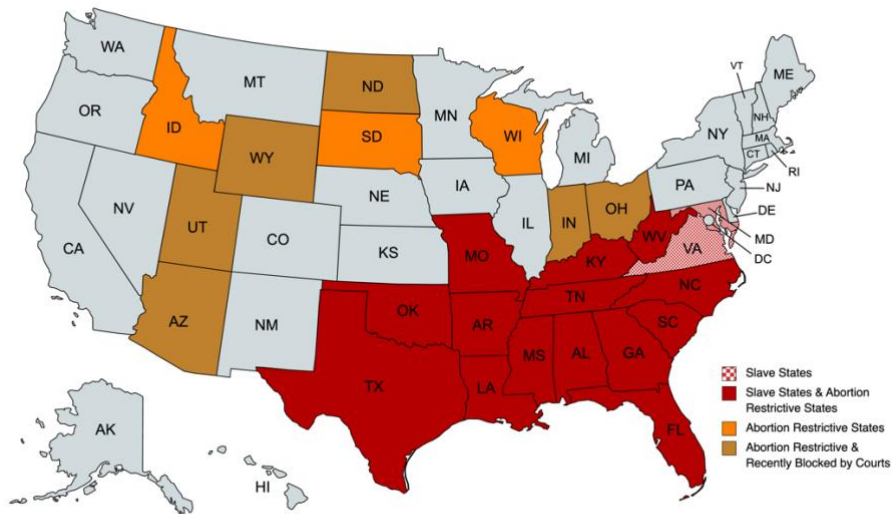 WA
MT
ND
MN
VT
ME
OR
ID
SD
WI
MI
NY
NH
MA
CT
RI
WY
NE
IA
PA
NJ
NV
UT
CO
IL
IN
OH
DE
MD
DC
CA
KS
MO
WV
VA
KY
AZ
NM
OK
AR
TN
NC
SC
TX
LA
MS
AL
GA
FL
AK
HI
Slave States
Slave States & Abortion
Restrictive States
Abortion Restrictive States
Abortion Restrictive &
Recently Blocked by Courts